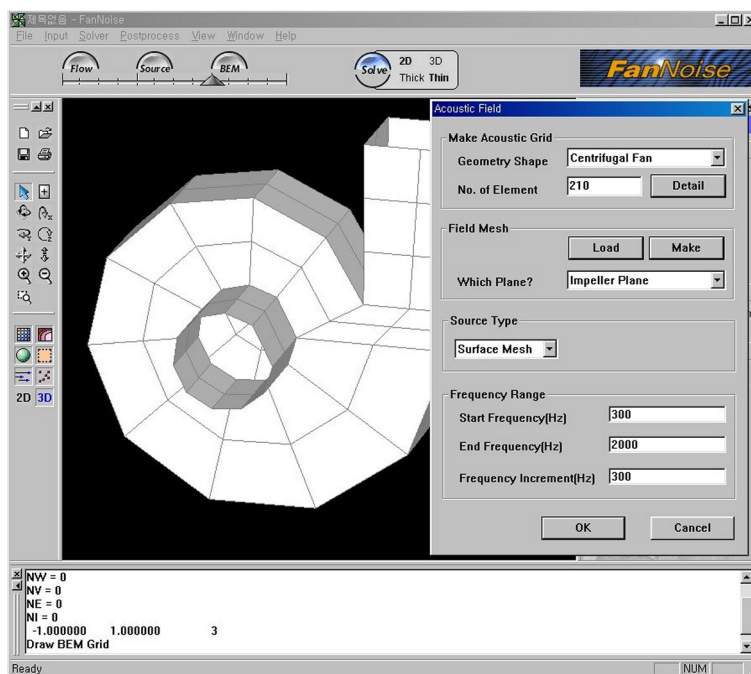 제목없음 - FanNoise
File Input Solver Postprocess View Window Help
Flow Source BEM
Solve 2D 3D
Thick Thin
FanNoise
Acoustic Field
Make Acoustic Grid
Geometry Shape Centrifugal Fan
No. of Element 210 Detail
Field Mesh
Load Make
Which Plane? Impeller Plane
Source Type
Surface Mesh
Frequency Range
Start Frequency(Hz) 300
End Frequency(Hz) 2000
Frequency Increment(Hz) 300
OK Cancel
2D 3D
NW = 0
NV = 0
NE = 0
NI = 0
-1.000000 1.000000 3
Draw BEM Grid
Ready NUM